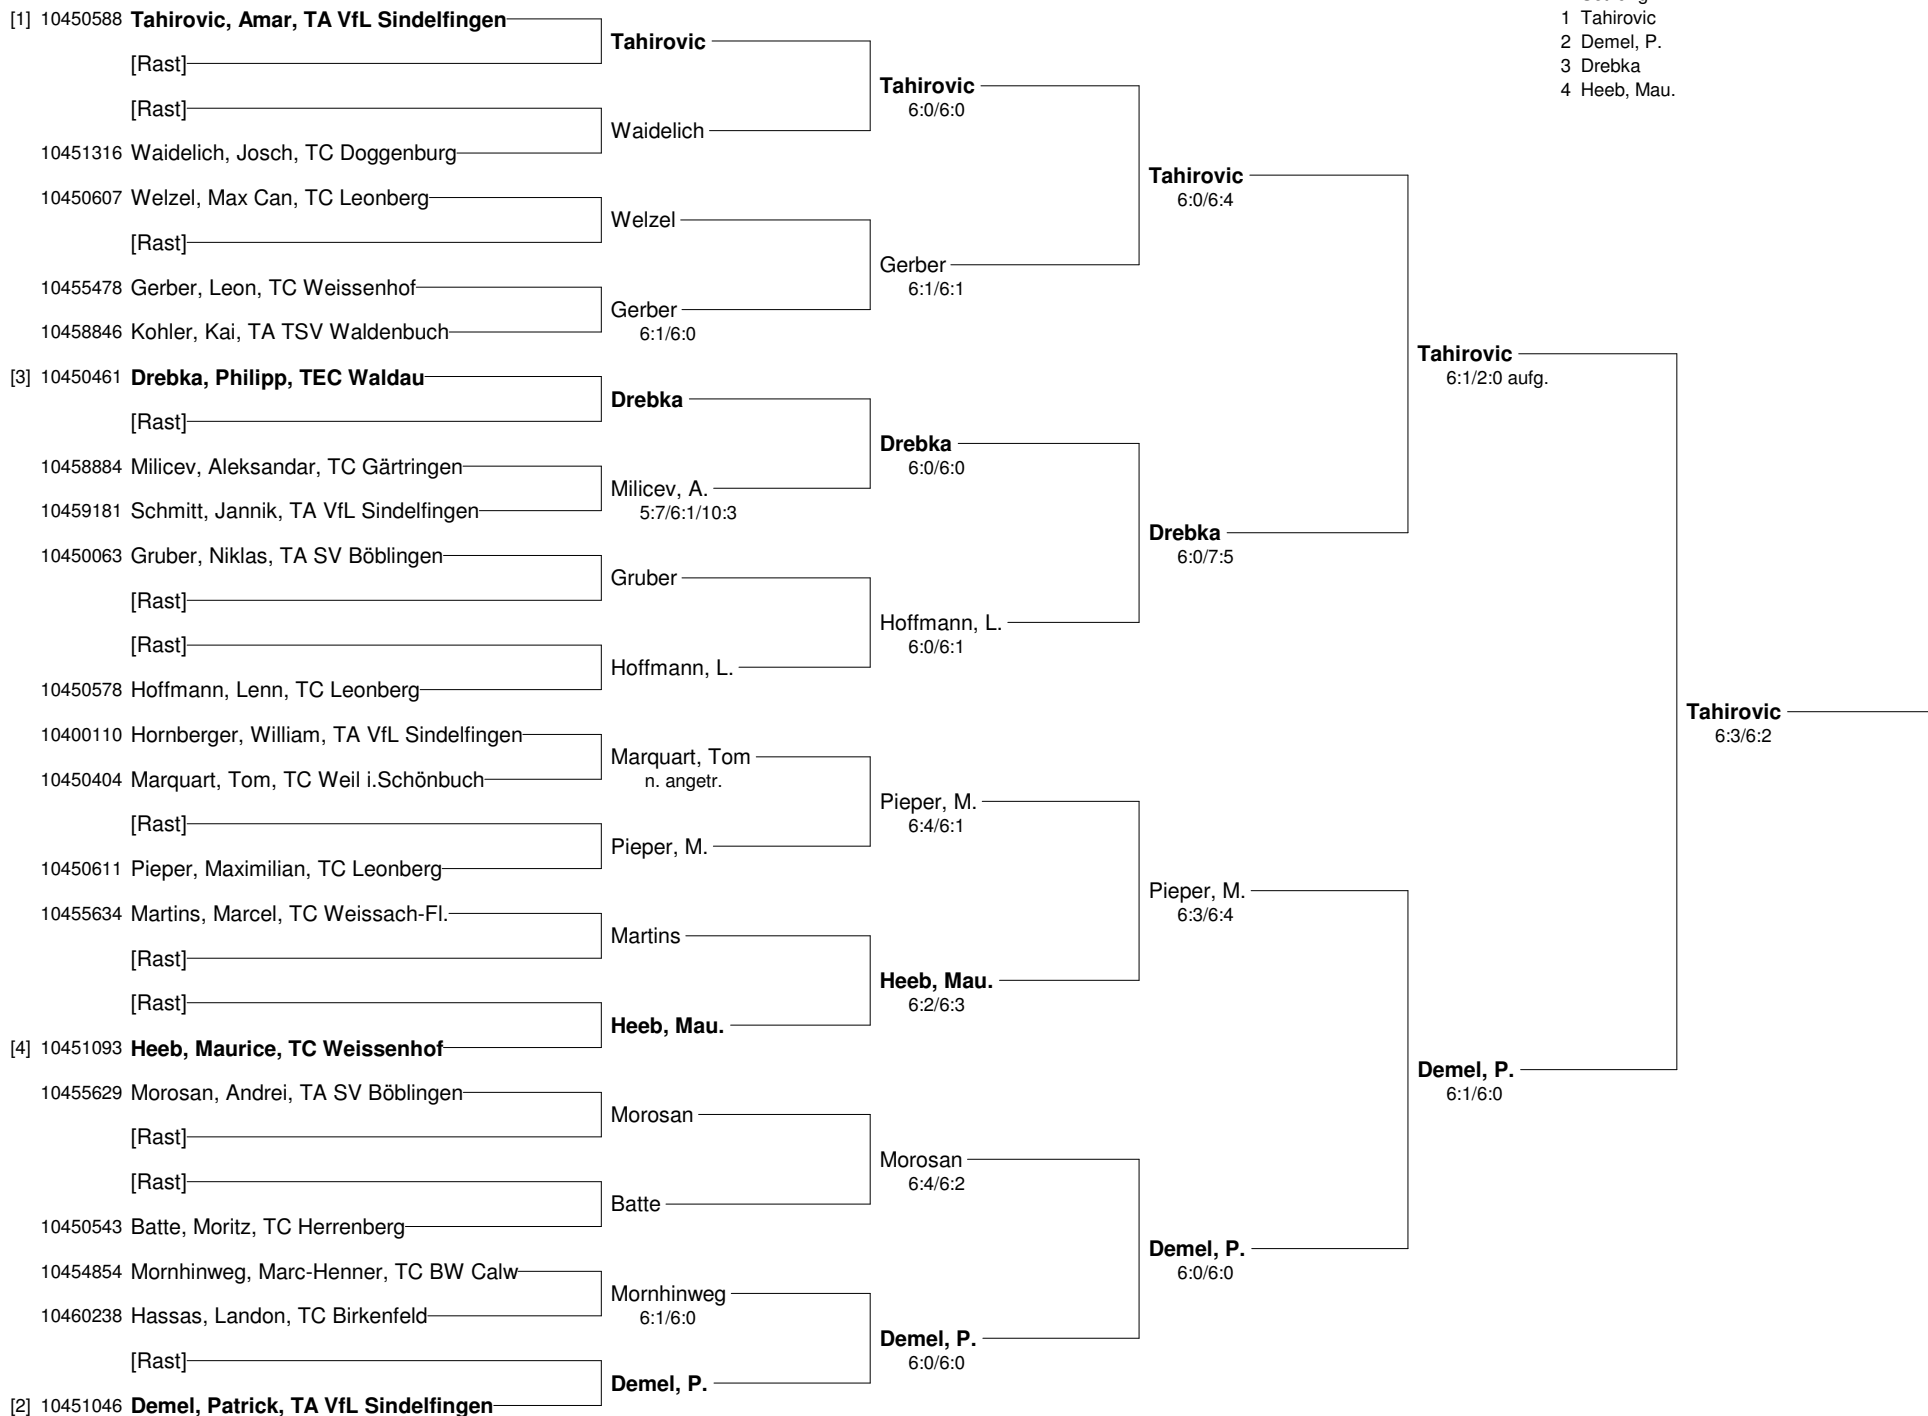 [1] 10450588 Tahirovic, Amar, TA VfL Sindelfingen
[Rast]
[Rast]
10451316 Waidelich, Josch, TC Doggenburg
10450607 Welzel, Max Can, TC Leonberg
[Rast]
10455478 Gerber, Leon, TC Weissenhof
10458846 Kohler, Kai, TA TSV Waldenbuch
[3] 10450461 Drebka, Philipp, TEC Waldau
[Rast]
10458884 Milicev, Aleksandar, TC Gärtringen
10459181 Schmitt, Jannik, TA VfL Sindelfingen
10450063 Gruber, Niklas, TA SV Böblingen
[Rast]
[Rast]
10450578 Hoffmann, Lenn, TC Leonberg
10400110 Hornberger, William, TA VfL Sindelfingen
10450404 Marquart, Tom, TC Weil i.Schönbuch
[Rast]
10450611 Pieper, Maximilian, TC Leonberg
10455634 Martins, Marcel, TC Weissach-Fl.
[Rast]
[Rast]
[4] 10451093 Heeb, Maurice, TC Weissenhof
10455629 Morosan, Andrei, TA SV Böblingen
[Rast]
[Rast]
10450543 Batte, Moritz, TC Herrenberg
10454854 Mornhinweg, Marc-Henner, TC BW Calw
10460238 Hassas, Landon, TC Birkenfeld
[Rast]
[2] 10451046 Demel, Patrick, TA VfL Sindelfingen
Tahirovic
Waidelich
Welzel
Gerber
6:1/6:0
Drebka
Milicev, A.
5:7/6:1/10:3
Gruber
Hoffmann, L.
Marquart, Tom
n. angetr.
Pieper, M.
Martins
Heeb, Mau.
Morosan
Batte
Mornhinweg
6:1/6:0
Demel, P.
Tahirovic
6:0/6:0
Gerber
6:1/6:1
Drebka
6:0/6:0
Hoffmann, L.
6:0/6:1
Pieper, M.
6:4/6:1
Heeb, Mau.
6:2/6:3
Morosan
6:4/6:2
Demel, P.
6:0/6:0
Tahirovic
6:0/6:4
Drebka
6:0/7:5
Pieper, M.
6:3/6:4
Demel, P.
6:0/6:0
Tahirovic
6:1/2:0 aufg.
Demel, P.
6:1/6:0
Tahirovic
6:3/6:2
1 Tahirovic
2 Demel, P.
3 Drebka
4 Heeb, Mau.